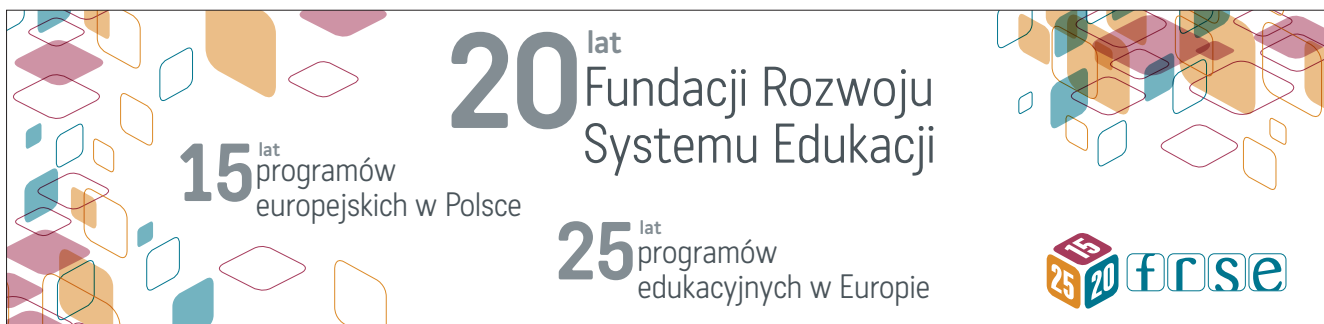 20 lat
Fundacji Rozwoju
Systemu Edukacji
15 lat
programów
europejskich w Polsce
25 lat
programów
edukacyjnych w Europie
15
25 20 frse